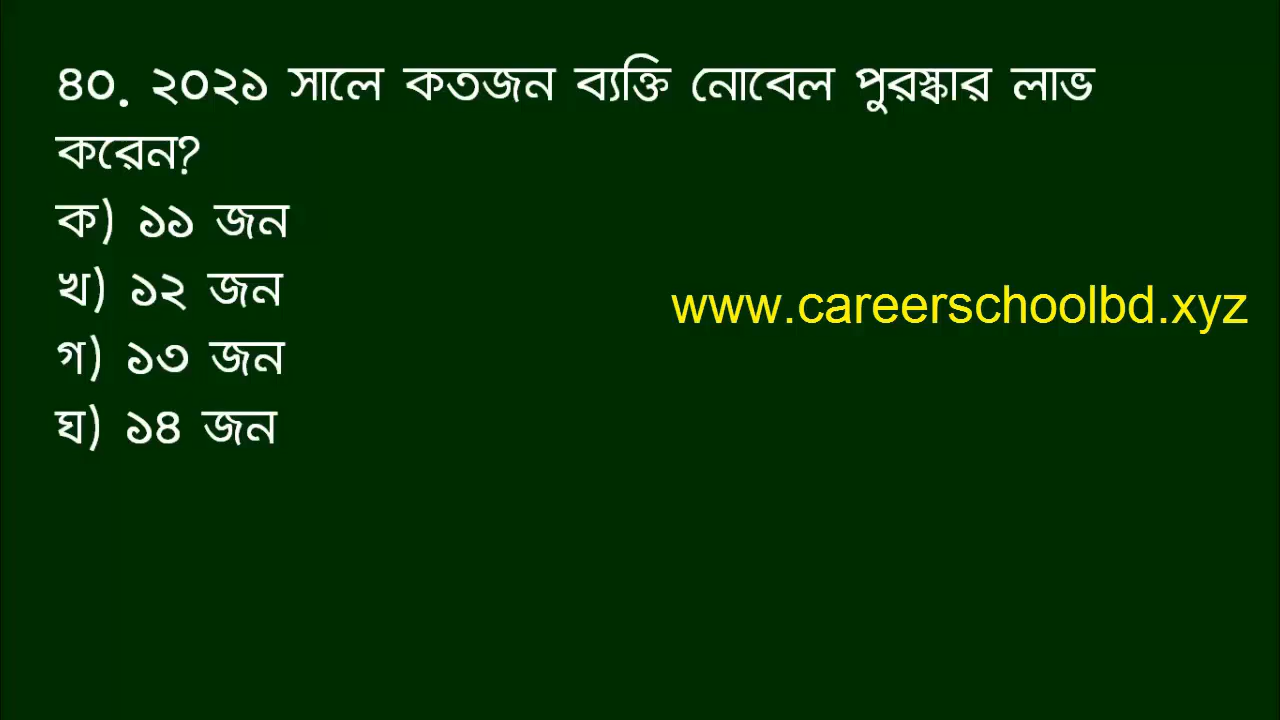 ৪০. ২০২১ সালে কতজন ব্যক্তি নোবেল পুরস্কার লাভ
করেন?
ক) ১১ জন
খ) ১২ জন
www.careerschoolbd.xyz
গ) ১৩ জন
ঘ) ১৪ জন